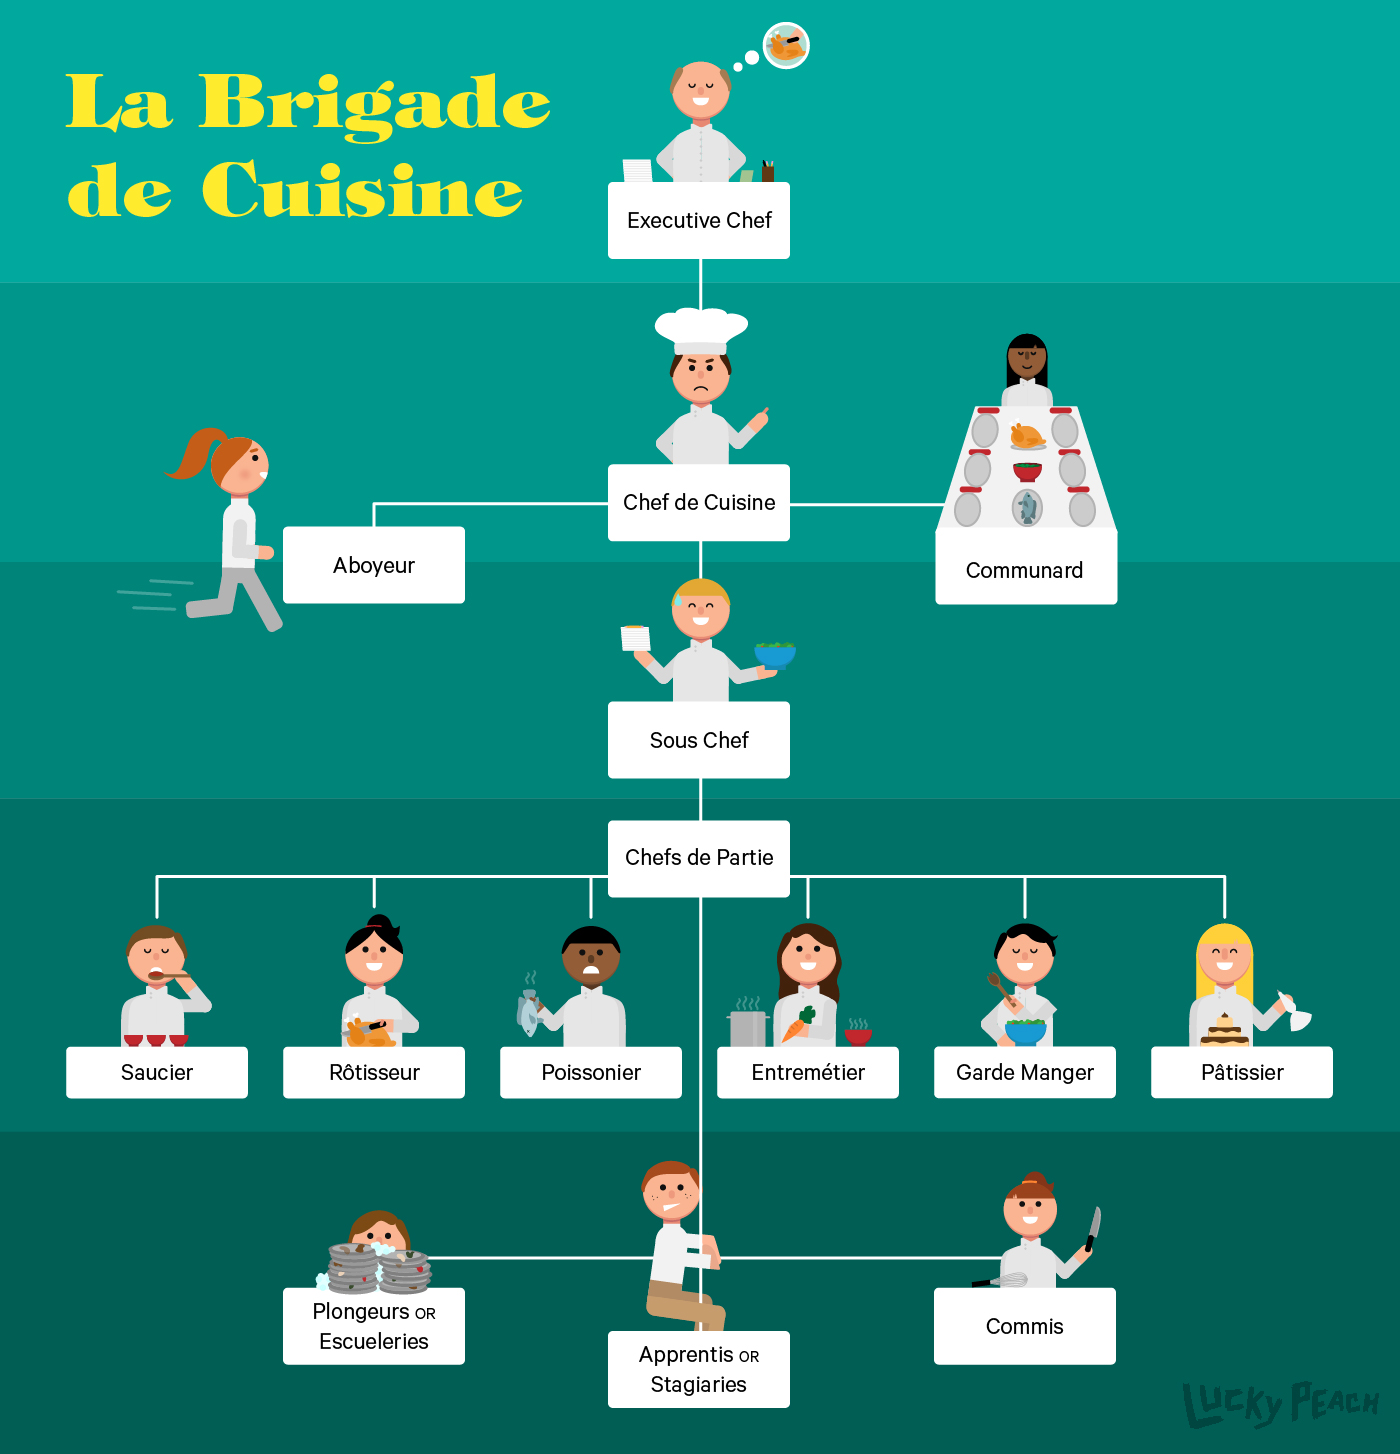 La Brigade
de Cuisine
Executive Chef
Chef de Cuisine
Aboyeur
Communard
Sous Chef
Chefs de Partie
Saucier
Rôtisseur
Poissonier
Entremétier
Garde Manger
Pâtissier
Plongeurs OR
Escueleries
Apprentis OR
Stagiaries
Commis
LUCKY PEACH